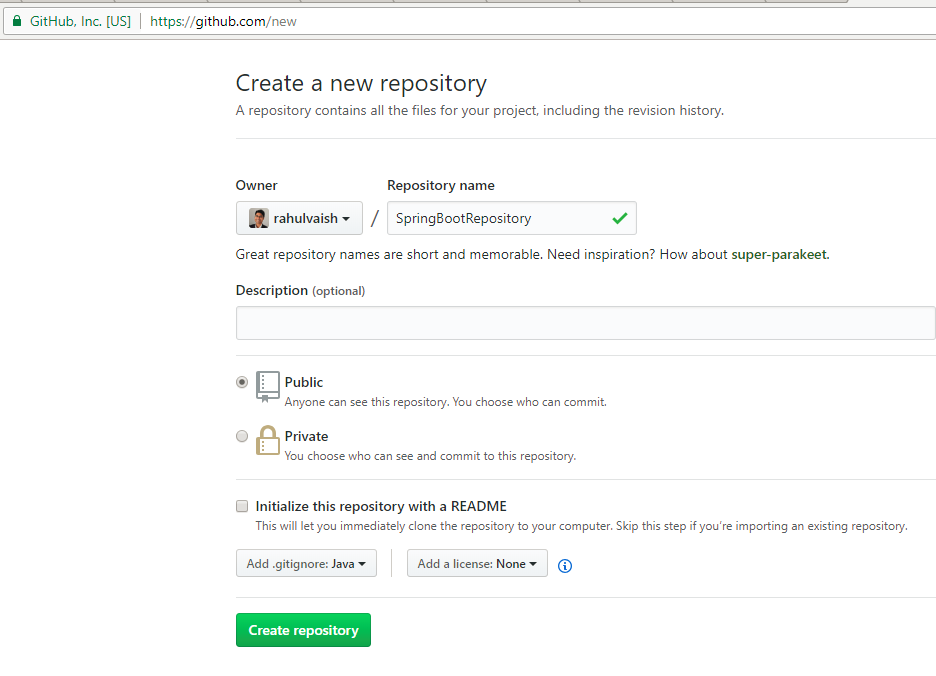 GitHub, Inc. [US] https://github.com/new
Create a new repository
A repository contains all the files for your project, including the revision history.
Owner Repository name
rahulvaish / SpringBootRepository
Great repository names are short and memorable. Need inspiration? How about super-parakeet.
Description (optional)
Public
Anyone can see this repository. You choose who can commit.
Private
You choose who can see and commit to this repository.
Initialize this repository with a README
This will let you immediately clone the repository to your computer. Skip this step if you’re importing an existing repository.
Add .gitignore: Java Add a license: None
Create repository